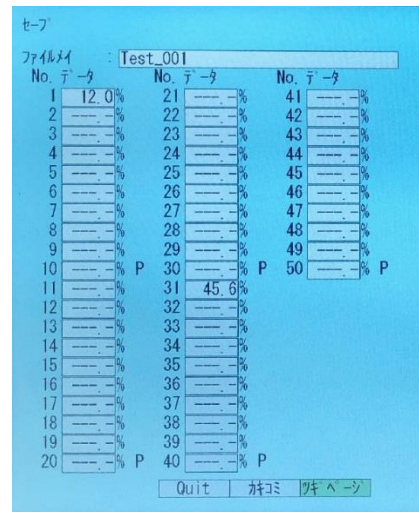 セーブ
ファイルメイ : Test_001
No. データ No. データ No. データ
1 12.0% 21 ---.-% 41 ---.-%
2 ---.-% 22 ---.-% 42 ---.-%
3 ---.-% 23 ---.-% 43 ---.-%
4 ---.-% 24 ---.-% 44 ---.-%
5 ---.-% 25 ---.-% 45 ---.-%
6 ---.-% 26 ---.-% 46 ---.-%
7 ---.-% 27 ---.-% 47 ---.-%
8 ---.-% 28 ---.-% 48 ---.-%
9 ---.-% 29 ---.-% 49 ---.-%
10 ---.-% P 30 ---.-% P 50 ---.-% P
11 ---.-% 31 45.6%
12 ---.-% 32 ---.-%
13 ---.-% 33 ---.-%
14 ---.-% 34 ---.-%
15 ---.-% 35 ---.-%
16 ---.-% 36 ---.-%
17 ---.-% 37 ---.-%
18 ---.-% 38 ---.-%
19 ---.-% 39 ---.-%
20 ---.-% P 40 ---.-% P
Quit カキコミ ツギページ